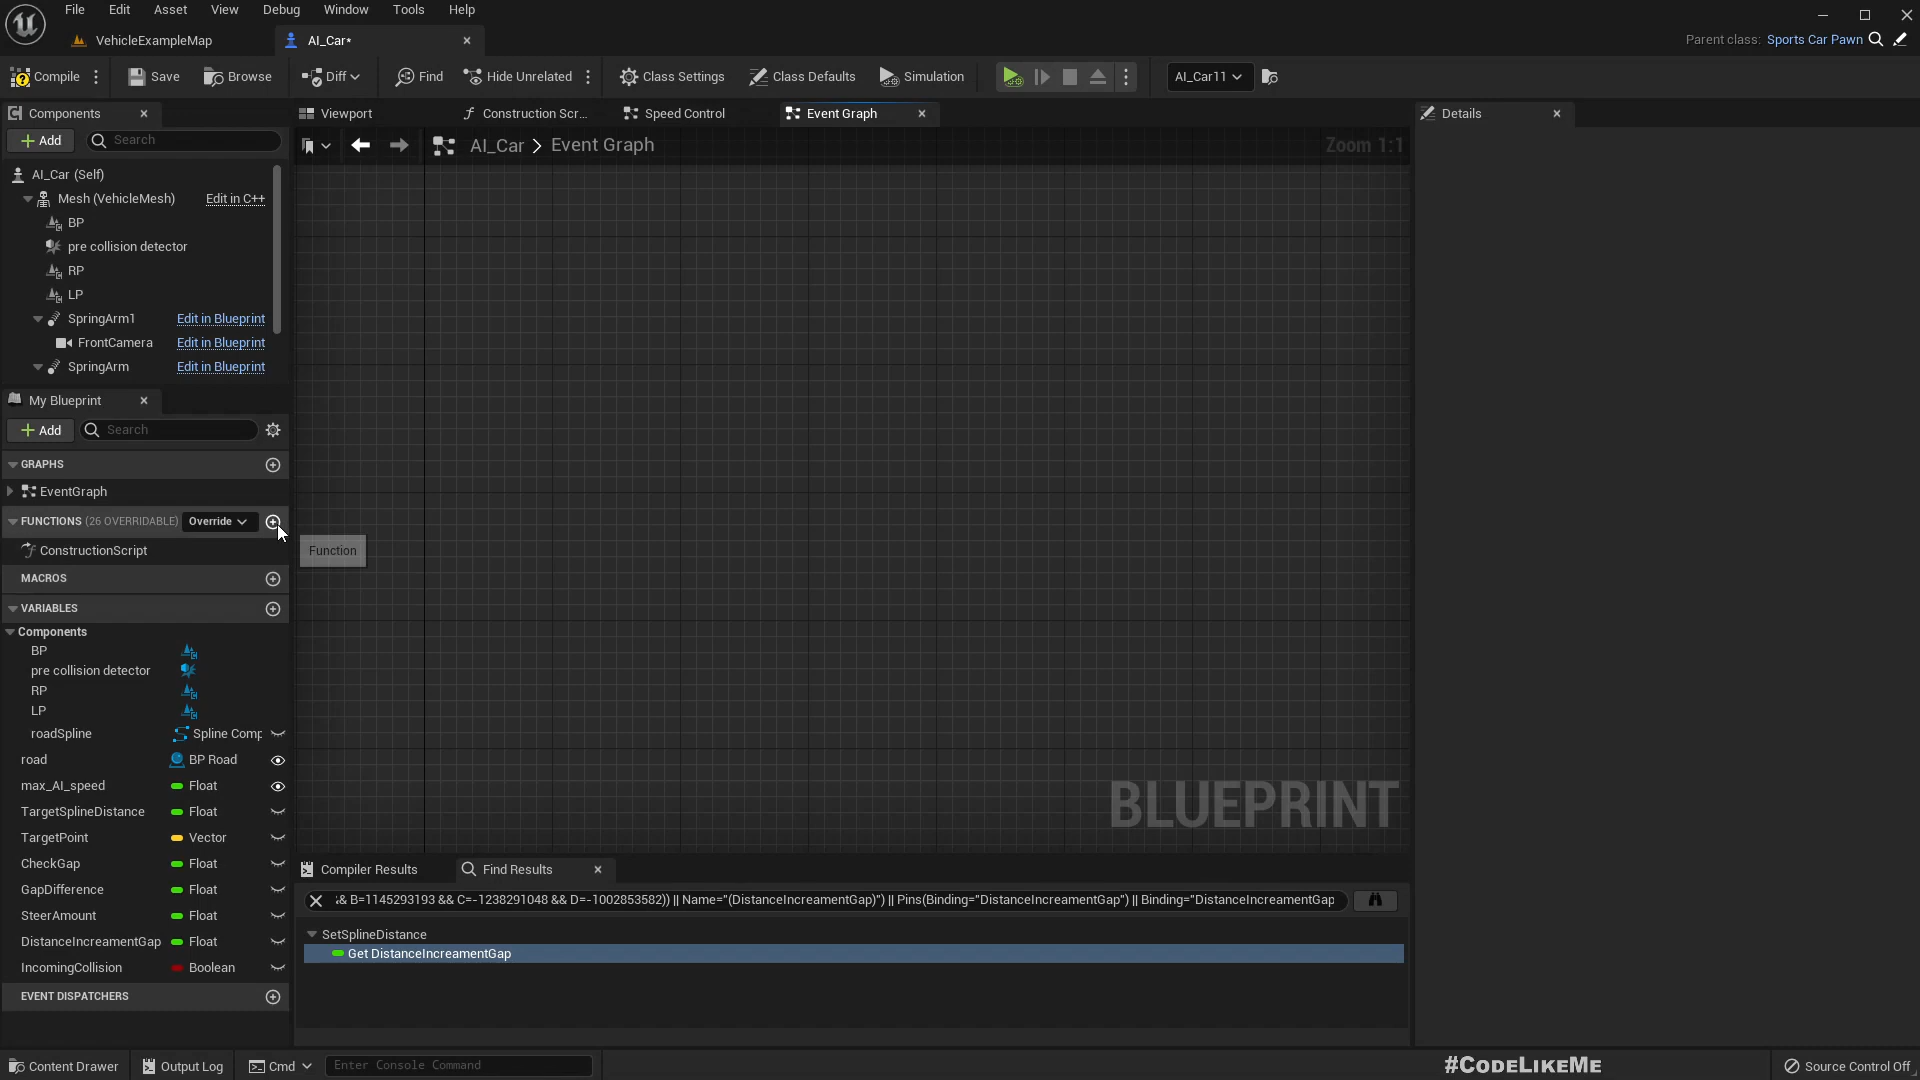 File Edit Asset View Debug Window Tools Help
VehicleExampleMap
AI_Car*
Parent class: Sports Car Pawn
Compile
Save
Browse
Diff
Find
Hide Unrelated
Class Settings
Class Defaults
Simulation
AI_Car11
Components
Viewport
Construction Scr...
Speed Control
Event Graph
Details
Add
Search
AI_Car > Event Graph
Zoom 1:1
AI_Car (Self)
Mesh (VehicleMesh) Edit in C++
BP
pre collision detector
RP
LP
SpringArm1 Edit in Blueprint
FrontCamera Edit in Blueprint
SpringArm Edit in Blueprint
My Blueprint
Add
Search
GRAPHS
EventGraph
FUNCTIONS (26 OVERRIDABLE) Override
ConstructionScript
Function
MACROS
VARIABLES
Components
BP
pre collision detector
RP
LP
roadSpline Spline Comp
road BP Road
max_AI_speed Float
TargetSplineDistance Float
TargetPoint Vector
CheckGap Float
GapDifference Float
SteerAmount Float
DistanceIncreamentGap Float
IncomingCollision Boolean
EVENT DISPATCHERS
BLUEPRINT
Compiler Results
Find Results
& B=1145293193 && C=-1238291048 && D=-1002853582)) || Name="(DistanceIncreamentGap)") || Pins(Binding="DistanceIncreamentGap") || Binding="DistanceIncreamentGap
SetSplineDistance
Get DistanceIncreamentGap
Content Drawer
Output Log
Cmd
Enter Console Command
#CODELIKEME
Source Control Off